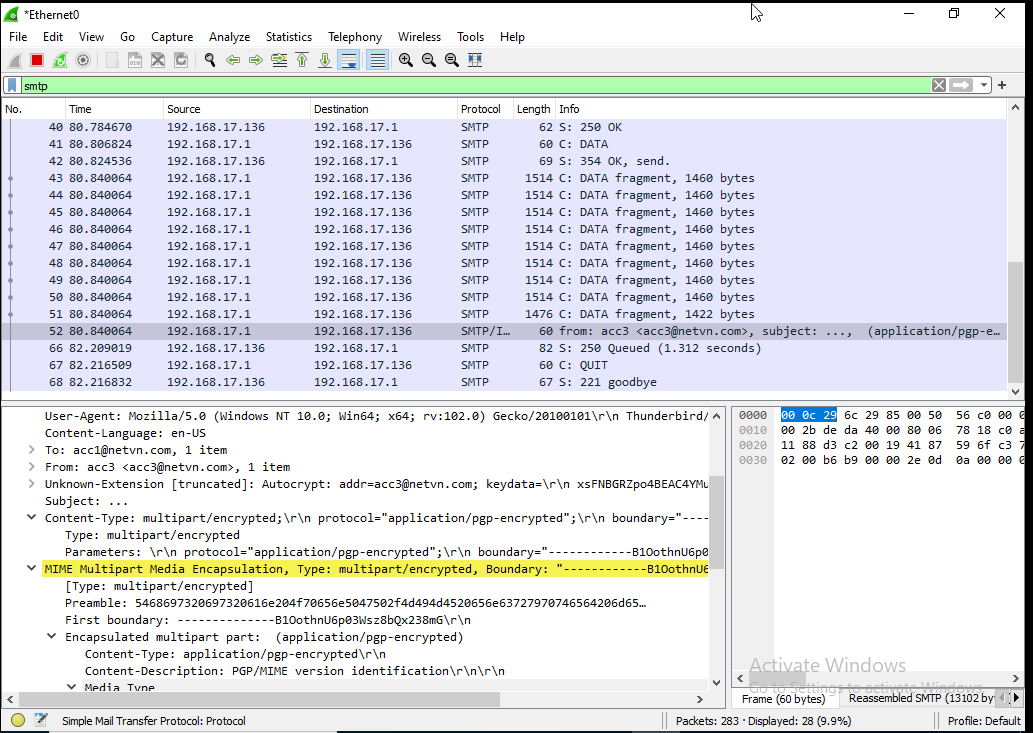 *Ethernet0
File Edit View Go Capture Analyze Statistics Telephony Wireless Tools Help
smtp
No. Time Source Destination Protocol Length Info
40 80.784670 192.168.17.136 192.168.17.1 SMTP 62 S: 250 OK
41 80.806824 192.168.17.1 192.168.17.136 SMTP 60 C: DATA
42 80.824536 192.168.17.136 192.168.17.1 SMTP 69 S: 354 OK, send.
43 80.840064 192.168.17.1 192.168.17.136 SMTP 1514 C: DATA fragment, 1460 bytes
44 80.840064 192.168.17.1 192.168.17.136 SMTP 1514 C: DATA fragment, 1460 bytes
45 80.840064 192.168.17.1 192.168.17.136 SMTP 1514 C: DATA fragment, 1460 bytes
46 80.840064 192.168.17.1 192.168.17.136 SMTP 1514 C: DATA fragment, 1460 bytes
47 80.840064 192.168.17.1 192.168.17.136 SMTP 1514 C: DATA fragment, 1460 bytes
48 80.840064 192.168.17.1 192.168.17.136 SMTP 1514 C: DATA fragment, 1460 bytes
49 80.840064 192.168.17.1 192.168.17.136 SMTP 1514 C: DATA fragment, 1460 bytes
50 80.840064 192.168.17.1 192.168.17.136 SMTP 1514 C: DATA fragment, 1460 bytes
51 80.840064 192.168.17.1 192.168.17.136 SMTP 1476 C: DATA fragment, 1422 bytes
52 80.840064 192.168.17.1 192.168.17.136 SMTP/I… 60 from: acc3 <acc3@netvn.com>, subject: ..., (application/pgp-e…
66 82.209019 192.168.17.136 192.168.17.1 SMTP 82 S: 250 Queued (1.312 seconds)
67 82.216509 192.168.17.1 192.168.17.136 SMTP 60 C: QUIT
68 82.216832 192.168.17.136 192.168.17.1 SMTP 67 S: 221 goodbye
User-Agent: Mozilla/5.0 (Windows NT 10.0; Win64; x64; rv:102.0) Gecko/20100101\r\n Thunderbird/
Content-Language: en-US
To: acc1@netvn.com, 1 item
From: acc3 <acc3@netvn.com>, 1 item
Unknown-Extension [truncated]: Autocrypt: addr=acc3@netvn.com; keydata=\r\n xsFNBGRZpo4BEAC4YMu
Subject: ...
Content-Type: multipart/encrypted;\r\n protocol="application/pgp-encrypted";\r\n boundary="----
Type: multipart/encrypted
Parameters: \r\n protocol="application/pgp-encrypted";\r\n boundary="------------B1OothnU6p0
MIME Multipart Media Encapsulation, Type: multipart/encrypted, Boundary: "------------B1OothnU6
[Type: multipart/encrypted]
Preamble: 5468697320697320616e204f70656e5047502f4d494d4520656e63727970746564206d65…
First boundary: --------------B1OothnU6p03Wsz8bQx238mG\r\n
Encapsulated multipart part: (application/pgp-encrypted)
Content-Type: application/pgp-encrypted\r\n
Content-Description: PGP/MIME version identification\r\n\r\n
Media Type
0000 00 0c 29 6c 29 85 00 50 56 c0 00 0
0010 00 2b de da 40 00 80 06 78 18 c0 a
0020 11 88 d3 c2 00 19 41 87 59 6f c3 7
0030 02 00 b6 b9 00 00 2e 0d 0a 00 00 0
Activate Windows
Go to Settings to activate Windows.
Frame (60 bytes) Reassembled SMTP (13102 by
Simple Mail Transfer Protocol: Protocol Packets: 283 · Displayed: 28 (9.9%) Profile: Default